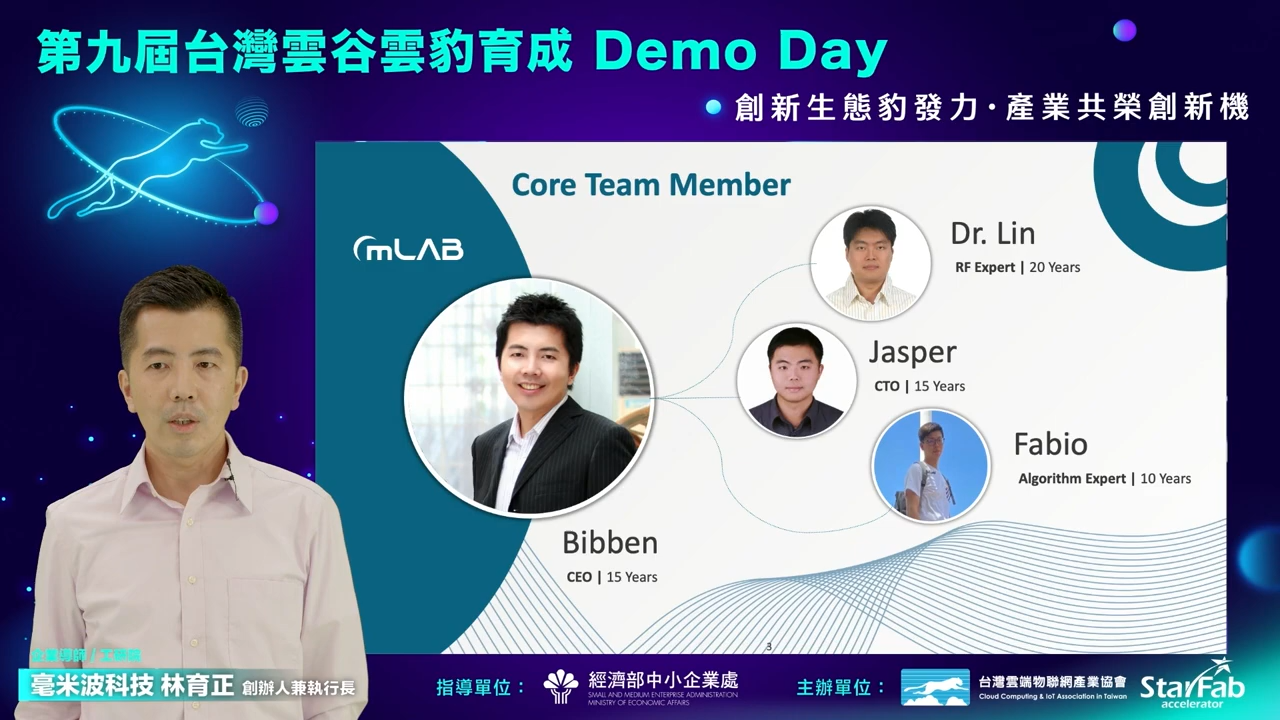 第九屆台灣雲谷雲豹育成 Demo Day
創新生態豹發力·產業共榮創新機
Core Team Member
mLAB
Dr. Lin
RF Expert | 20 Years
Jasper
CTO | 15 Years
Fabio
Algorithm Expert | 10 Years
Bibben
CEO | 15 Years
3
毫米波科技 林育正 創辦人兼執行長
指導單位：
經濟部中小企業處
SMALL AND MEDIUM ENTERPRISE ADMINISTRATION
MINISTRY OF ECONOMIC AFFAIRS
主辦單位：
台灣雲端物聯網產業協會
Cloud Computing & IoT Association in Taiwan
StarFab
accelerator